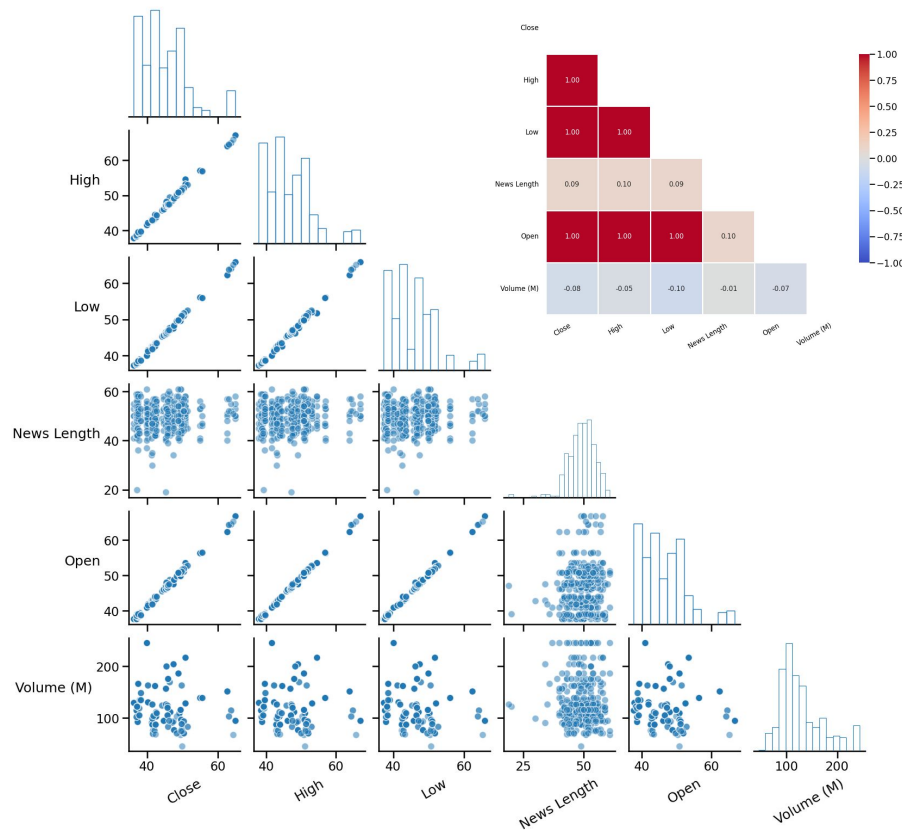 Close
High
1.00
Low
1.00 1.00
News Length
0.09 0.10 0.09
Open
1.00 1.00 1.00 0.10
Volume (M)
-0.08 -0.05 -0.10 -0.01 -0.07
Close High Low News Length Open Volume (M)
1.00
0.75
0.50
0.25
0.00
−0.25
−0.50
−0.75
−1.00
High
60
50
40
Low
60
50
40
News Length
60
40
20
Open
60
50
40
Volume (M)
200
100
40 60 40 60 40 60 25 50 40 60 100 200
Close High Low News Length Open Volume (M)